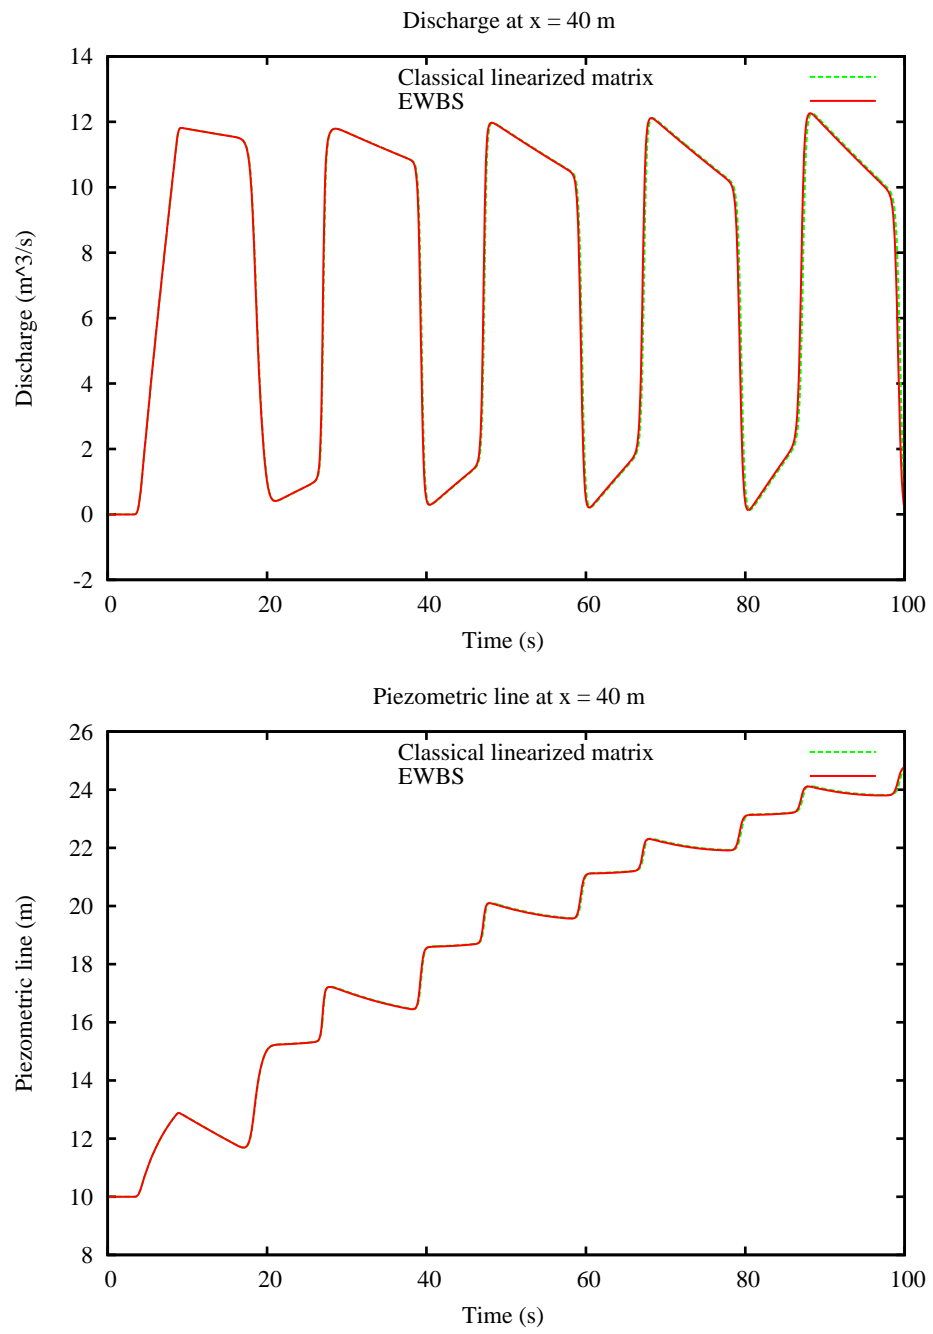 Discharge at x = 40 m
14
Classical linearized matrix
EWBS
12
10
8
6
4
2
0
-2
Discharge (m^3/s)
0 20 40 60 80 100
Time (s)
Piezometric line at x = 40 m
26
Classical linearized matrix
EWBS
24
22
20
18
16
14
12
10
8
Piezometric line (m)
0 20 40 60 80 100
Time (s)